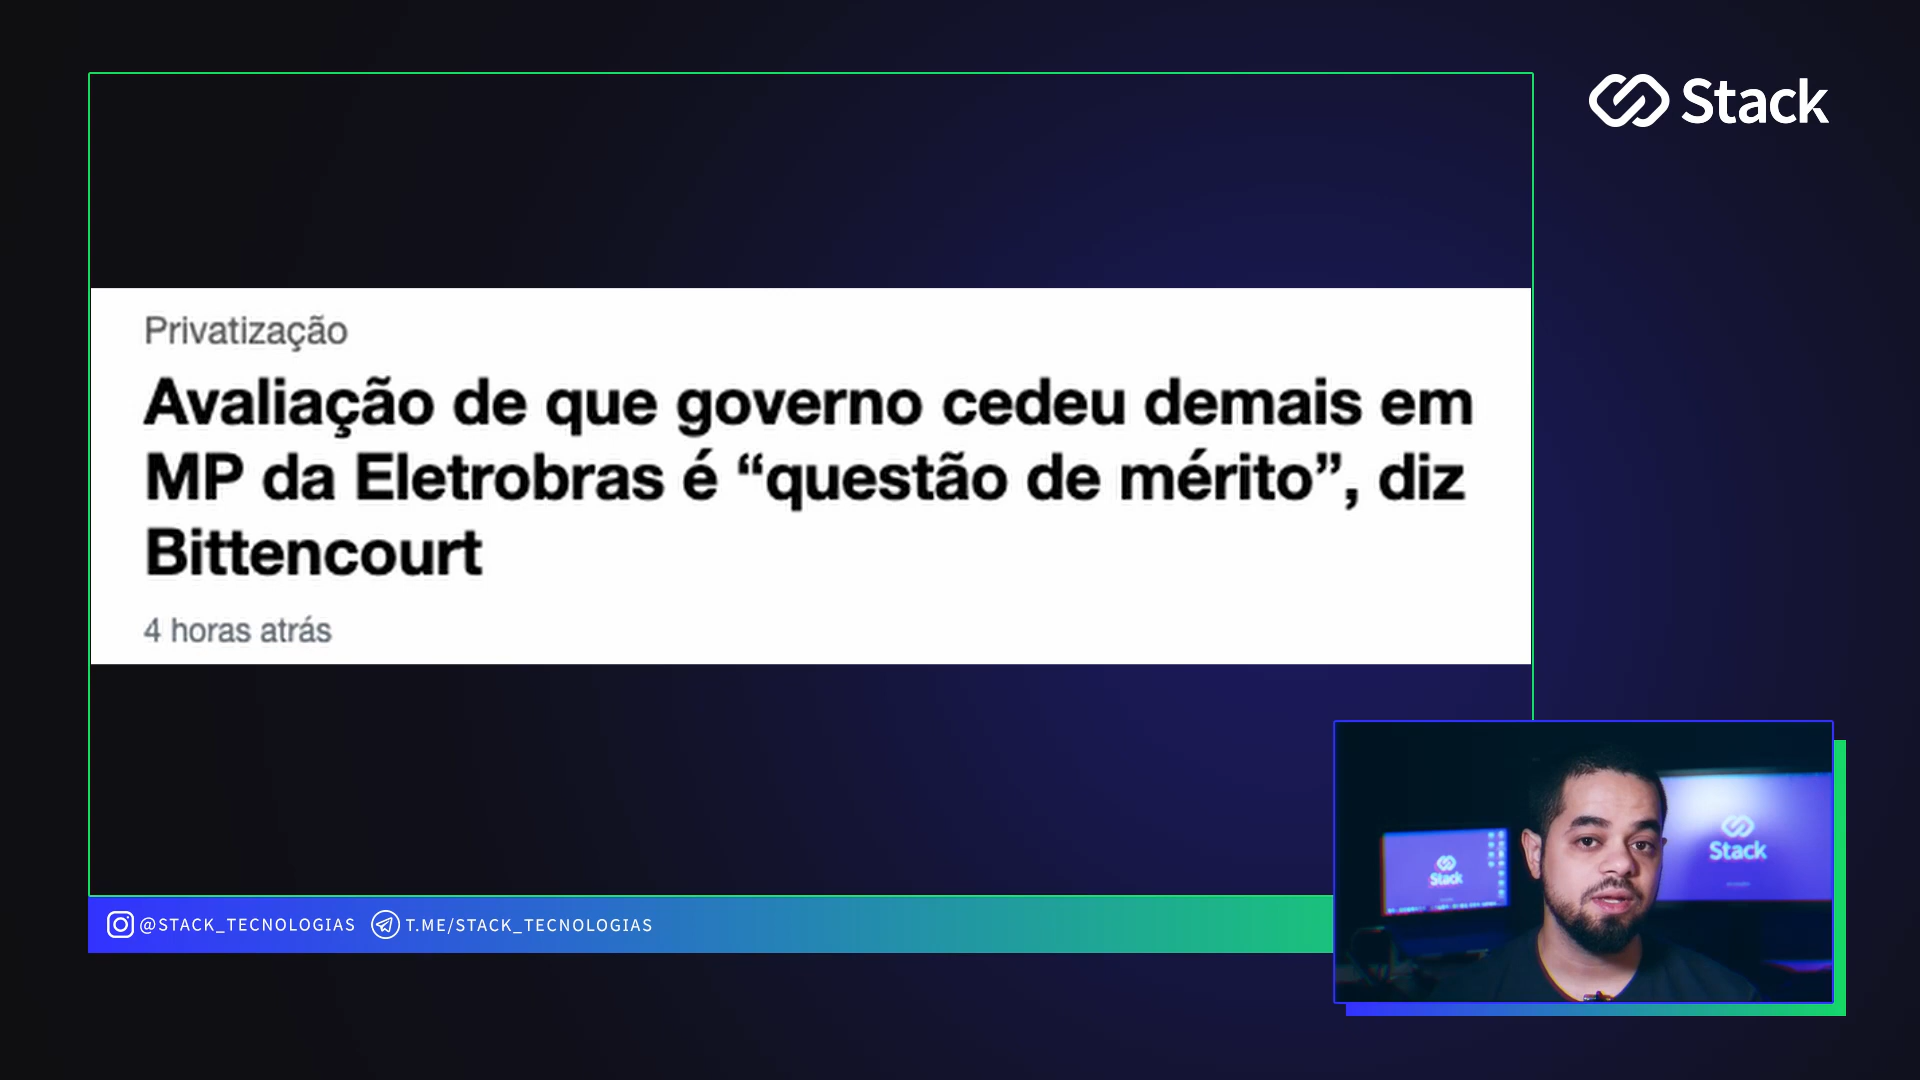 Stack
Privatização
Avaliação de que governo cedeu demais em
MP da Eletrobras é “questão de mérito”, diz
Bittencourt
4 horas atrás
@STACK_TECNOLOGIAS T.ME/STACK_TECNOLOGIAS
Stack
Stack